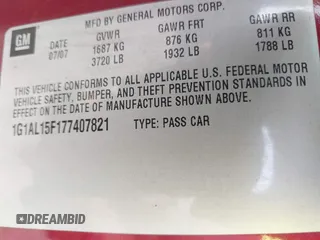 MFD BY GENERAL MOTORS CORP.
GM DATE GVWR GAWR FRT GAWR RR
07/07 1687 KG 876 KG 811 KG
3720 LB 1932 LB 1788 LB
THIS VEHICLE CONFORMS TO ALL APPLICABLE U.S. FEDERAL MOTOR
VEHICLE SAFETY, BUMPER, AND THEFT PREVENTION STANDARDS IN
EFFECT ON THE DATE OF MANUFACTURE SHOWN ABOVE.
1G1AL15F177407821 TYPE: PASS CAR
DREAMBID